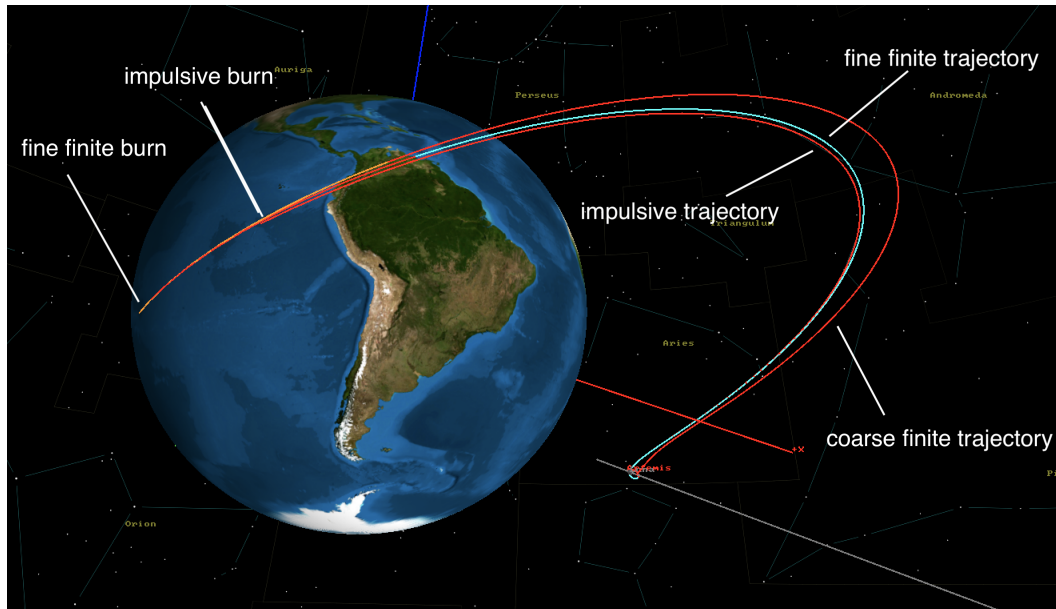 fine finite trajectory
impulsive burn
Auriga
Perseus
Andromeda
fine finite burn
impulsive trajectory
Triangulum
Aries
coarse finite trajectory
+X
Orion